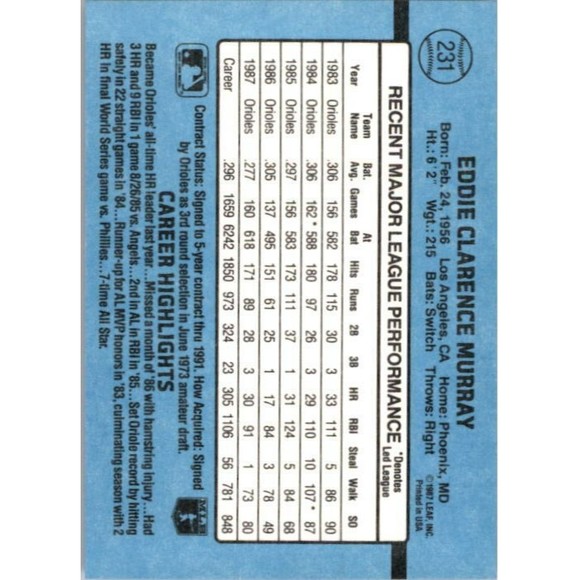 231
EDDIE CLARENCE MURRAY
Born: Feb. 24, 1956 Los Angeles, CA Home: Phoenix, MD
Ht.: 6' 2" Wgt.: 215 Bats: Switch Throws: Right
©1987 LEAF, INC.
Printed in USA
RECENT MAJOR LEAGUE PERFORMANCE
*Denotes
Led League
Year Team Name Bat. Avg. Games At Bat Hits Runs 2B 3B HR RBI Steal Walk SO
1983 Orioles .306 156 582 178 115 30 3 33 111 5 86 90
1984 Orioles .306 162* 588 180 97 26 3 29 110 10 107* 87
1985 Orioles .297 156 583 173 111 37 1 31 124 5 84 68
1986 Orioles .305 137 495 151 61 25 1 17 84 3 78 49
1987 Orioles .277 160 618 171 89 28 3 30 91 1 73 80
Career .296 1659 6242 1850 973 324 23 305 1106 56 781 848
Contract Status: Signed to 5-year contract thru 1991. How Acquired: Signed
by Orioles as 3rd round selection in June 1973 amateur draft.
CAREER HIGHLIGHTS
Became Orioles' all-time HR leader last year...Missed a month of '86 with hamstring injury...Had
3 HR and 9 RBI in 1 game 8/26/85 vs. Angels...2nd in AL in RBI in '85...Set Oriole record by hitting
safely in 22 straight games in '84...Runner-up for AL MVP honors in '83, culminating season with 2
HR in final World Series game vs. Phillies...7-time All Star.